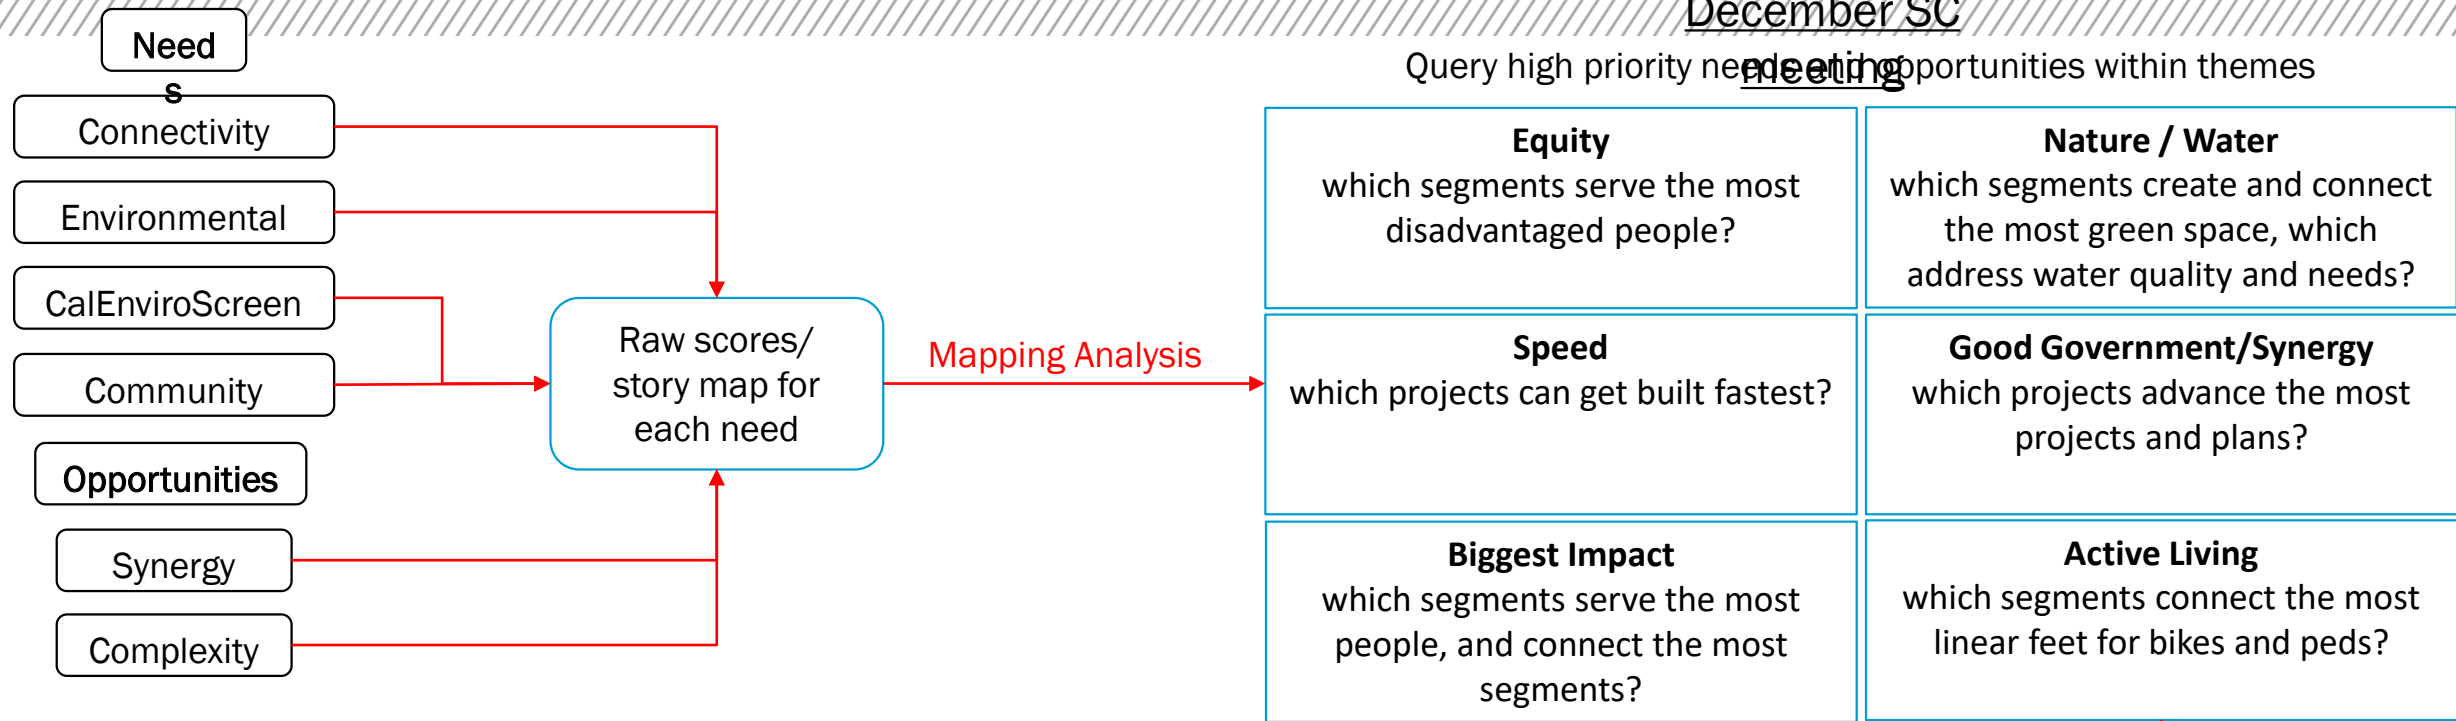 December SC
meeting
Query high priority needs and opportunities within themes
Need
s
Connectivity
Environmental
CalEnviroScreen
Community
Opportunities
Synergy
Complexity
Raw scores/
story map for
each need
Mapping Analysis
Equity
which segments serve the most
disadvantaged people?
Nature / Water
which segments create and connect
the most green space, which
address water quality and needs?
Speed
which projects can get built fastest?
Good Government/Synergy
which projects advance the most
projects and plans?
Biggest Impact
which segments serve the most
people, and connect the most
segments?
Active Living
which segments connect the most
linear feet for bikes and peds?